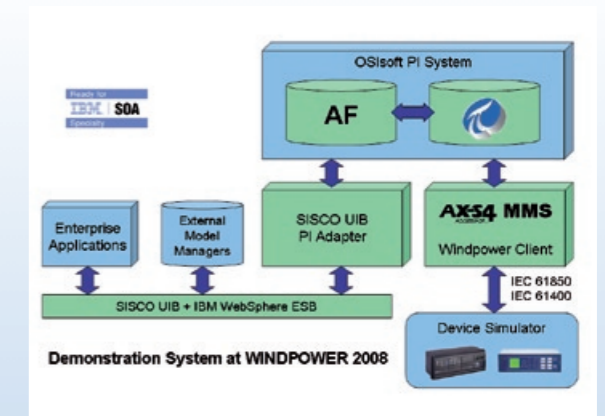 OSIsoft PI System
AF
Ready for
IBM SOA
Specialty
Enterprise
Applications
External
Model
Managers
SISCO UIB
PI Adapter
AX-S4 MMS
Windpower Client
IEC 61850
IEC 61400
SISCO UIB + IBM WebSphere ESB
Device Simulator
Demonstration System at WINDPOWER 2008